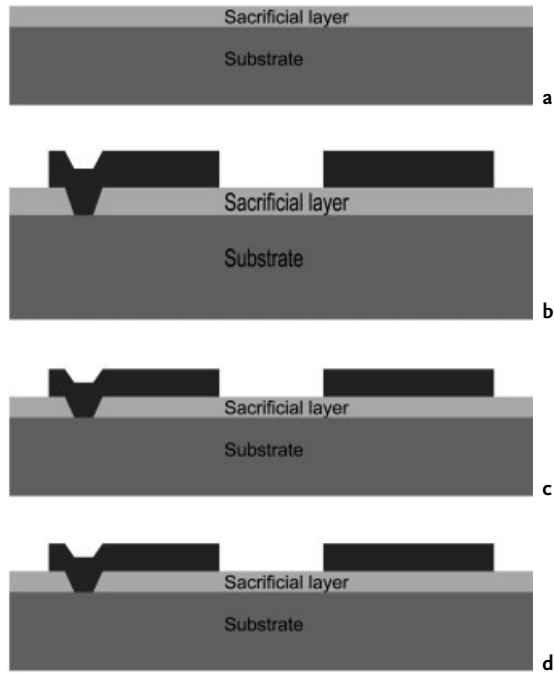 Sacrificial layer
Substrate
a
Sacrificial layer
Substrate
b
Sacrificial layer
Substrate
c
Sacrificial layer
Substrate
d